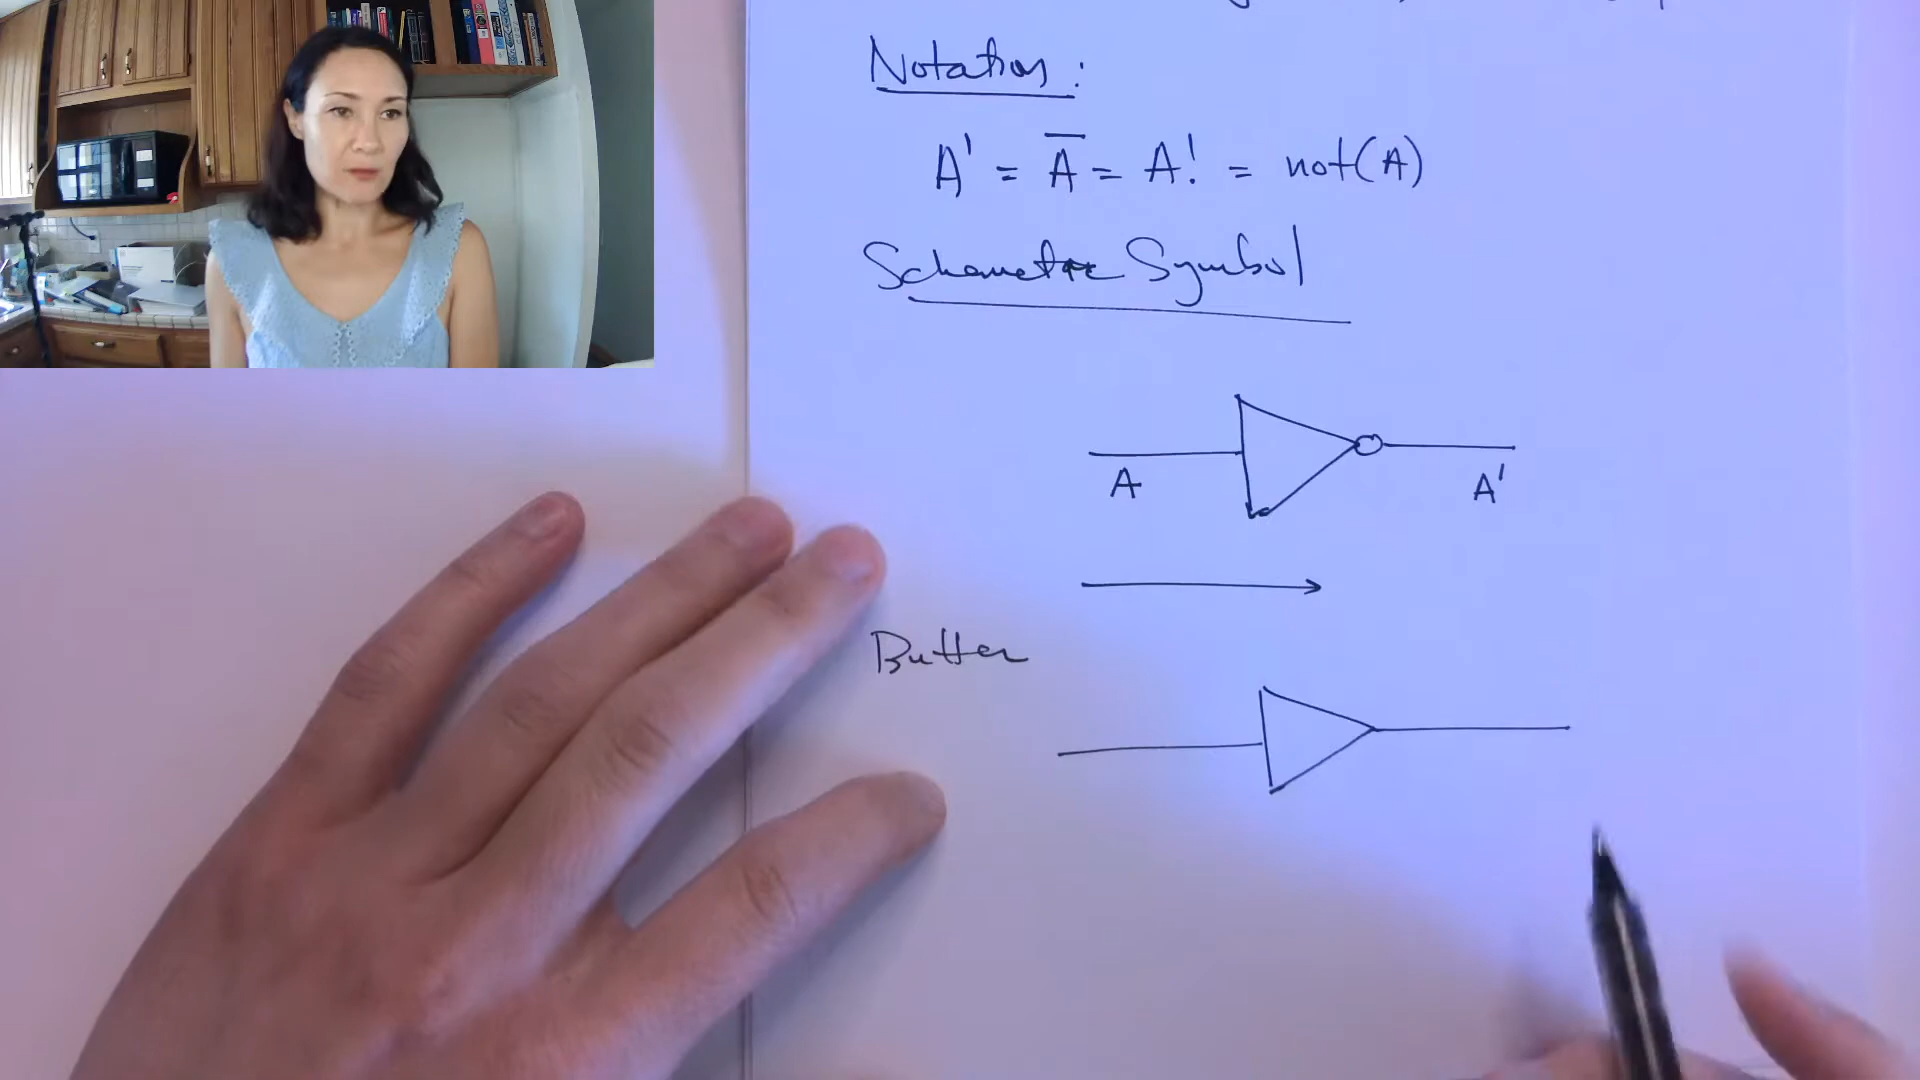 Notation:
A' = A̅ = A! = not(A)
Schematic Symbol
A
A'
Buffer